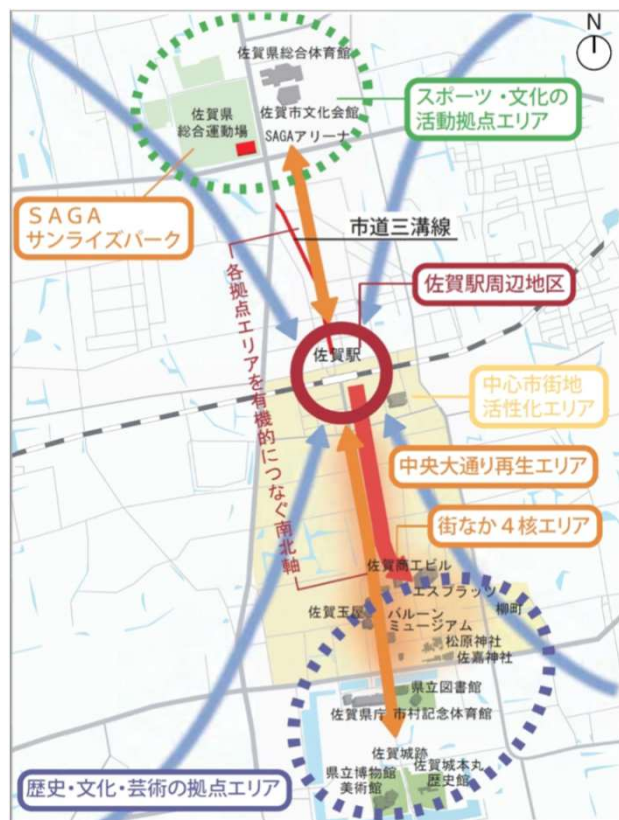 N
佐賀県総合体育館
佐賀県
総合運動場
佐賀市文化会館
SAGAアリーナ
スポーツ・文化の
活動拠点エリア
SAGA
サンライズパーク
市道三溝線
各拠点エリアを有機的につなぐ南北軸
佐賀駅周辺地区
佐賀駅
中心市街地
活性化エリア
中央大通り再生エリア
街なか4核エリア
佐賀商工ビル
エスプラッツ
柳町
佐賀玉屋
バルーン
ミュージアム
松原神社
佐嘉神社
県立図書館
佐賀県庁
市村記念体育館
佐賀城跡
県立博物館
美術館
佐賀城本丸
歴史館
歴史・文化・芸術の拠点エリア